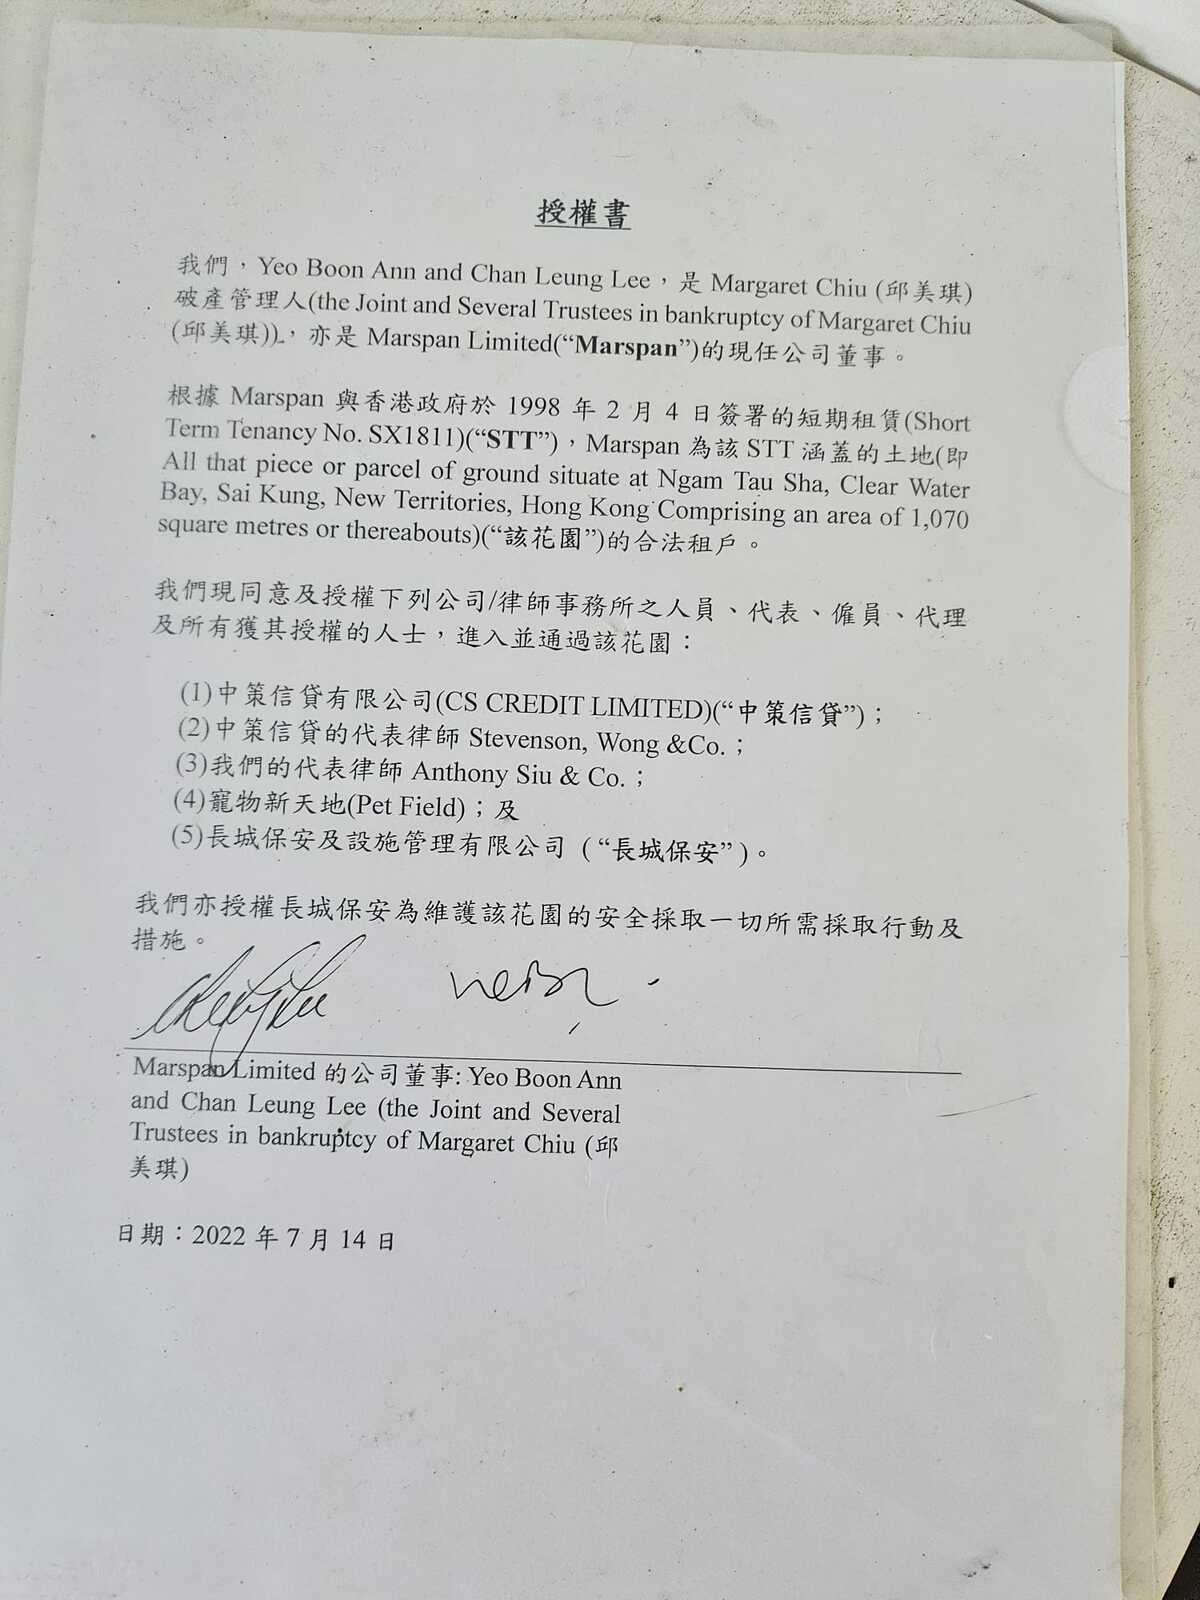 授權書
我們，Yeo Boon Ann and Chan Leung Lee，是 Margaret Chiu (邱美琪)
破產管理人(the Joint and Several Trustees in bankruptcy of Margaret Chiu
(邱美琪))，亦是 Marspan Limited(“Marspan”)的現任公司董事。
根據 Marspan 與香港政府於 1998 年 2 月 4 日簽署的短期租賃(Short
Term Tenancy No. SX1811)(“STT”)，Marspan 為該 STT 涵蓋的土地(即
All that piece or parcel of ground situate at Ngam Tau Sha, Clear Water
Bay, Sai Kung, New Territories, Hong Kong Comprising an area of 1,070
square metres or thereabouts)(“該花園”)的合法租戶。
我們現同意及授權下列公司/律師事務所之人員、代表、僱員、代理
及所有獲其授權的人士，進入並通過該花園：
(1)中策信貸有限公司(CS CREDIT LIMITED)(“中策信貸”)；
(2)中策信貸的代表律師 Stevenson, Wong &Co.；
(3)我們的代表律師 Anthony Siu & Co.；
(4)寵物新天地(Pet Field)；及
(5)長城保安及設施管理有限公司 (“長城保安”)。
我們亦授權長城保安為維護該花園的安全採取一切所需採取行動及
措施。
Marspan Limited 的公司董事: Yeo Boon Ann
and Chan Leung Lee (the Joint and Several
Trustees in bankruptcy of Margaret Chiu (邱
美琪)
日期：2022 年 7 月 14 日